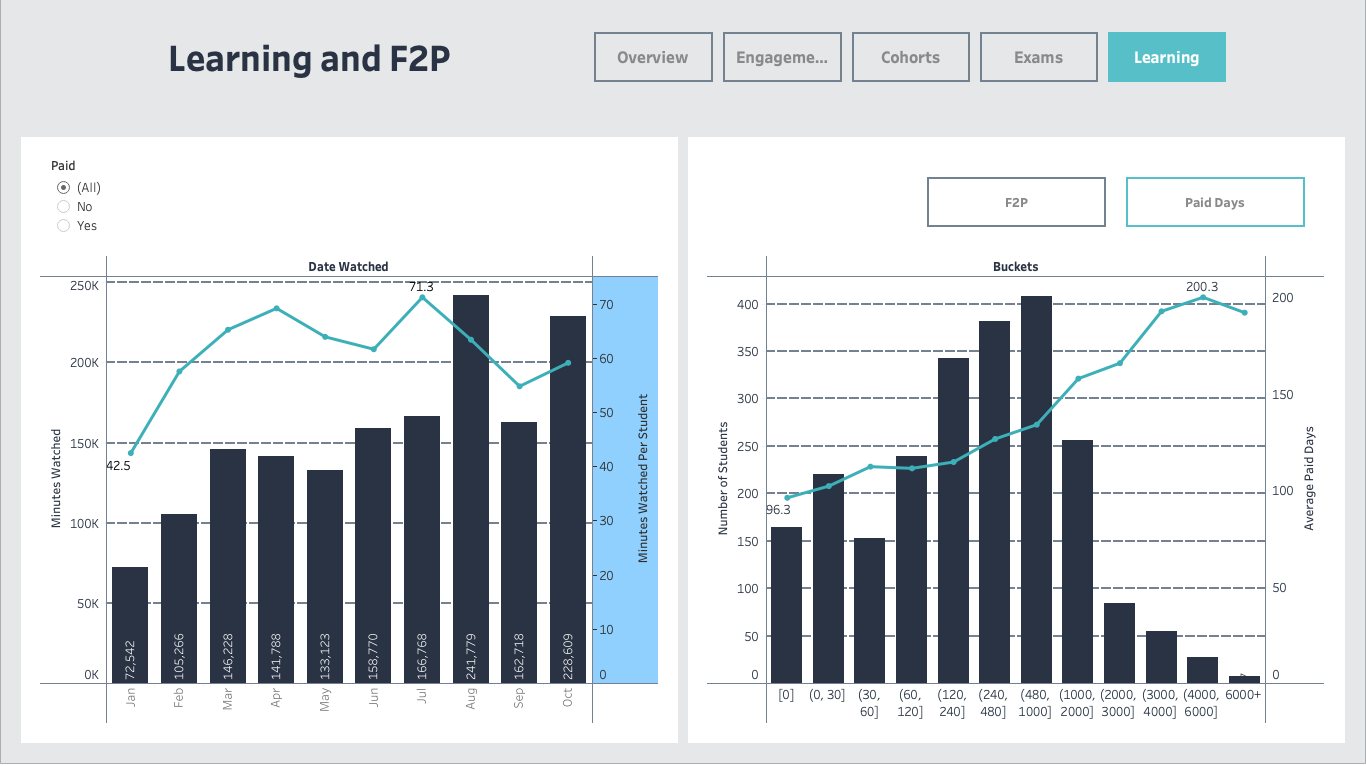 Learning and F2P
Overview
Engageme...
Cohorts
Exams
Learning
Paid
(All)
No
Yes
Date Watched
250K
200K
150K
100K
50K
0K
Minutes Watched
42.5
71.3
72,542
105,266
146,228
141,788
133,123
158,770
166,768
241,779
162,718
228,609
Jan
Feb
Mar
Apr
May
Jun
Jul
Aug
Sep
Oct
70
60
50
40
30
20
10
0
Minutes Watched Per Student
F2P
Paid Days
Buckets
400
350
300
250
200
150
100
50
0
Number of Students
96.3
200.3
[0]
(0, 30]
(30,
60]
(60,
120]
(120,
240]
(240,
480]
(480,
1000]
(1000,
2000]
(2000,
3000]
(3000,
4000]
(4000,
6000]
6000+
200
150
100
50
0
Average Paid Days